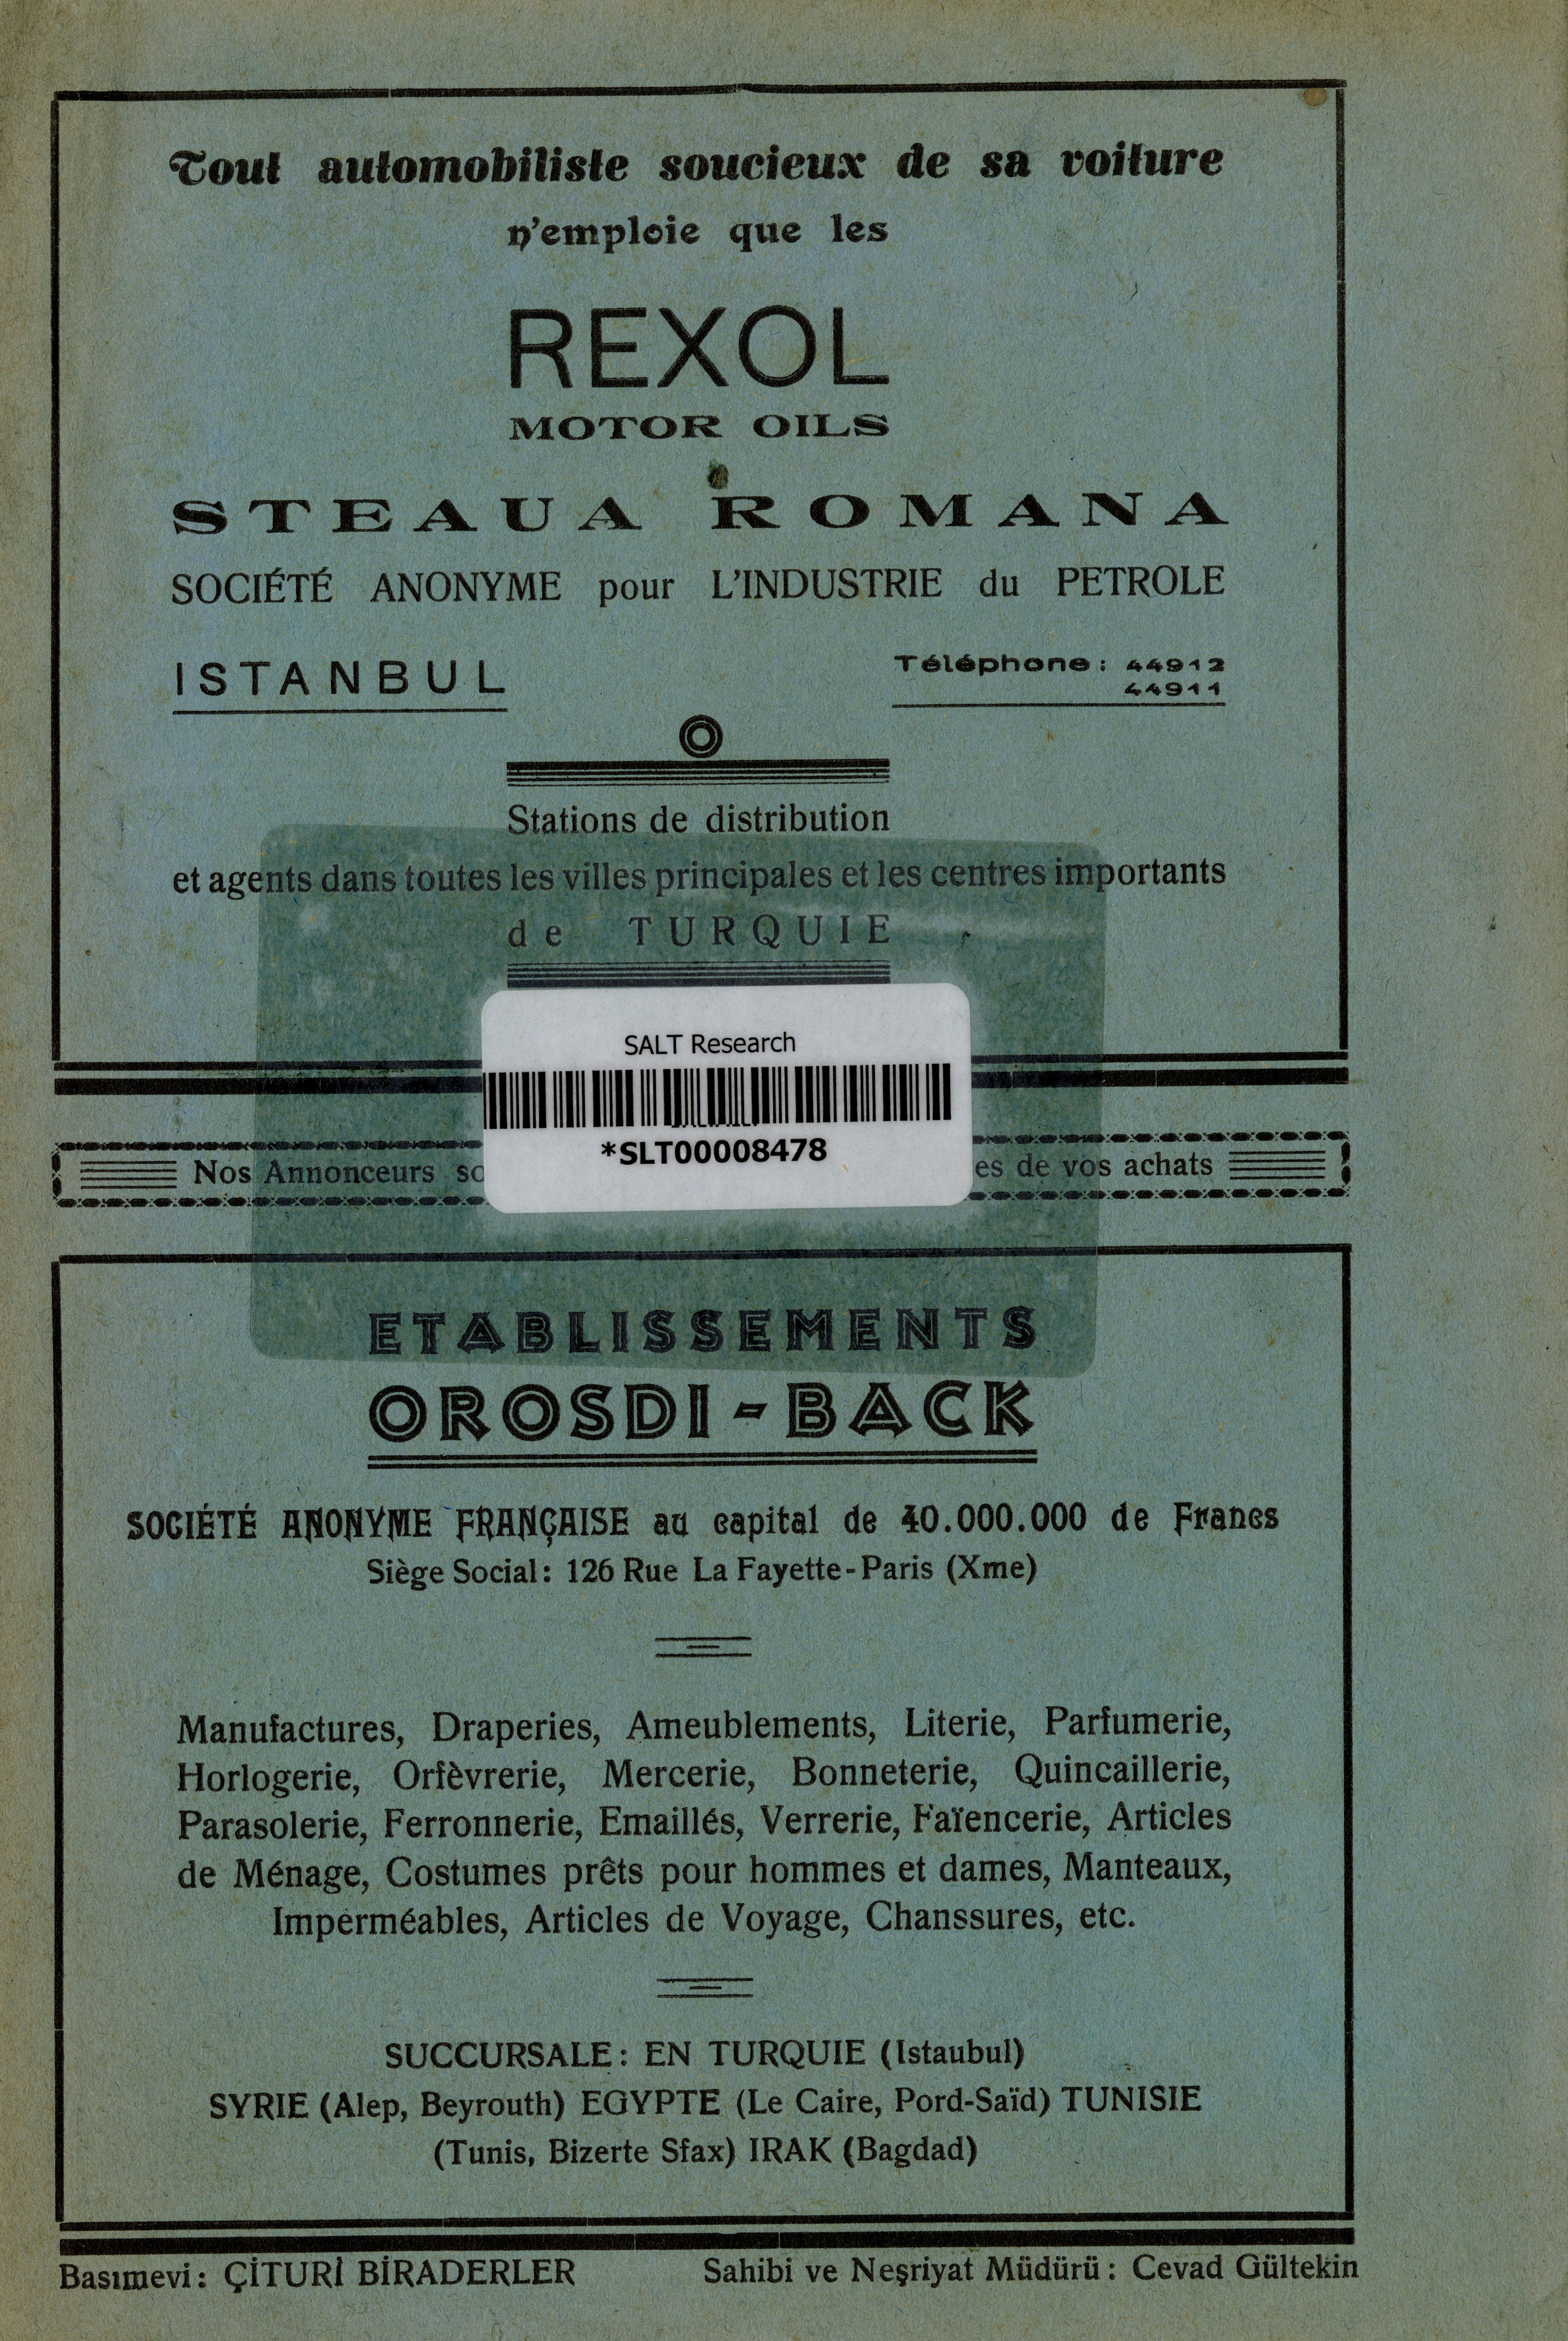 Tout automobiliste soucieux de sa voiture
n'emploie que les
REXOL
MOTOR OILS
STEAUA ROMANA
SOCIÉTÉ ANONYME pour L'INDUSTRIE du PETROLE
ISTANBUL
Téléphone: 44912
44911
Stations de distribution
et agents dans toutes les villes principales et les centres importants
de TURQUIE
SALT Research
*SLT00008478
Nos Annonceurs so es de vos achats
ETABLISSEMENTS
OROSDI-BACK
SOCIÉTÉ ANONYME FRANÇAISE au capital de 40.000.000 de Francs
Siège Social: 126 Rue La Fayette-Paris (Xme)
Manufactures, Draperies, Ameublements, Literie, Parfumerie,
Horlogerie, Orfèvrerie, Mercerie, Bonneterie, Quincaillerie,
Parasolerie, Ferronnerie, Emaillés, Verrerie, Faïencerie, Articles
de Ménage, Costumes prêts pour hommes et dames, Manteaux,
Imperméables, Articles de Voyage, Chanssures, etc.
SUCCURSALE: EN TURQUIE (Istaubul)
SYRIE (Alep, Beyrouth) EGYPTE (Le Caire, Pord-Saïd) TUNISIE
(Tunis, Bizerte Sfax) IRAK (Bagdad)
Basımevi: ÇİTURİ BİRADERLER
Sahibi ve Neşriyat Müdürü: Cevad Gültekin